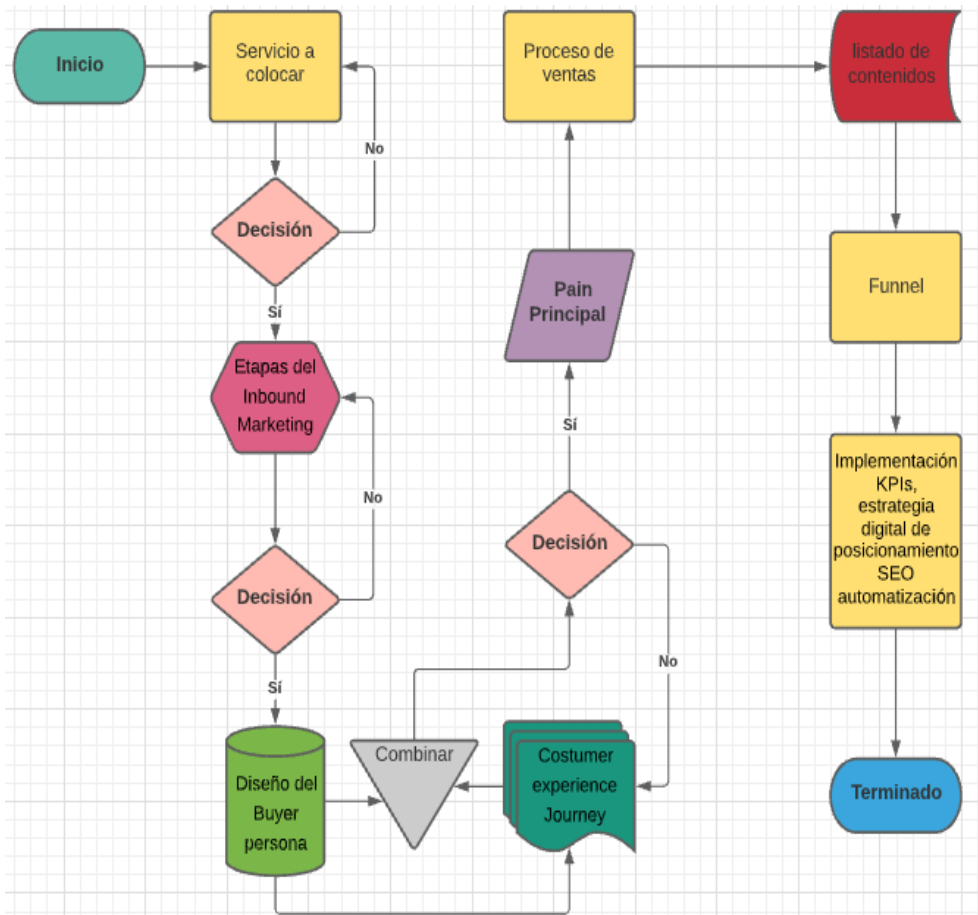 Inicio
Servicio a
colocar
No
Decisión
Sí
Etapas del
Inbound
Marketing
No
Decisión
Sí
Diseño del
Buyer
persona
Combinar
Costumer
experience
Journey
No
Decisión
Sí
Pain
Principal
Proceso de
ventas
listado de
contenidos
Funnel
Implementación
KPIs,
estrategia
digital de
posicionamiento
SEO
automatización
Terminado